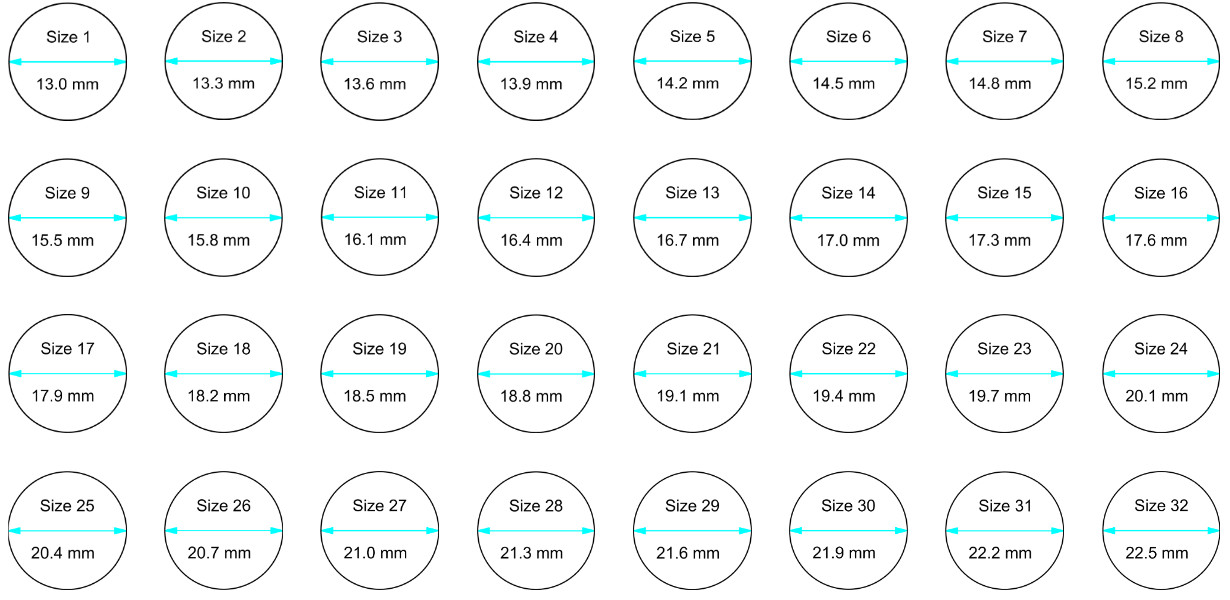 Size 1
13.0 mm
Size 2
13.3 mm
Size 3
13.6 mm
Size 4
13.9 mm
Size 5
14.2 mm
Size 6
14.5 mm
Size 7
14.8 mm
Size 8
15.2 mm
Size 9
15.5 mm
Size 10
15.8 mm
Size 11
16.1 mm
Size 12
16.4 mm
Size 13
16.7 mm
Size 14
17.0 mm
Size 15
17.3 mm
Size 16
17.6 mm
Size 17
17.9 mm
Size 18
18.2 mm
Size 19
18.5 mm
Size 20
18.8 mm
Size 21
19.1 mm
Size 22
19.4 mm
Size 23
19.7 mm
Size 24
20.1 mm
Size 25
20.4 mm
Size 26
20.7 mm
Size 27
21.0 mm
Size 28
21.3 mm
Size 29
21.6 mm
Size 30
21.9 mm
Size 31
22.2 mm
Size 32
22.5 mm